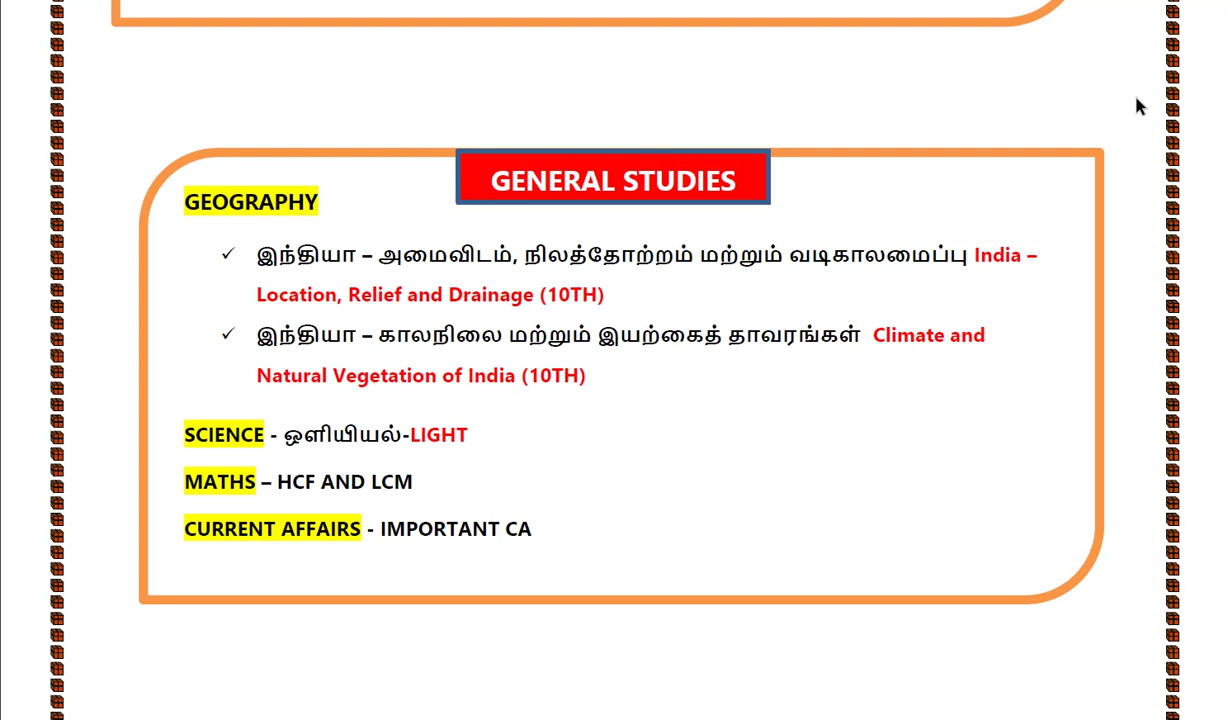 GENERAL STUDIES
GEOGRAPHY
✓ இந்தியா – அமைவிடம், நிலத்தோற்றம் மற்றும் வடிகாலமைப்பு India –
Location, Relief and Drainage (10TH)
✓ இந்தியா – காலநிலை மற்றும் இயற்கைத் தாவரங்கள் Climate and
Natural Vegetation of India (10TH)
SCIENCE - ஒளியியல்-LIGHT
MATHS – HCF AND LCM
CURRENT AFFAIRS - IMPORTANT CA